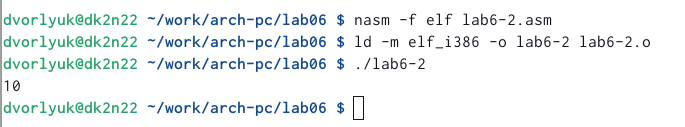 dvorlyuk@dk2n22 ~/work/arch-pc/lab06 $ nasm -f elf lab6-2.asm
dvorlyuk@dk2n22 ~/work/arch-pc/lab06 $ ld -m elf_i386 -o lab6-2 lab6-2.o
dvorlyuk@dk2n22 ~/work/arch-pc/lab06 $ ./lab6-2
10
dvorlyuk@dk2n22 ~/work/arch-pc/lab06 $